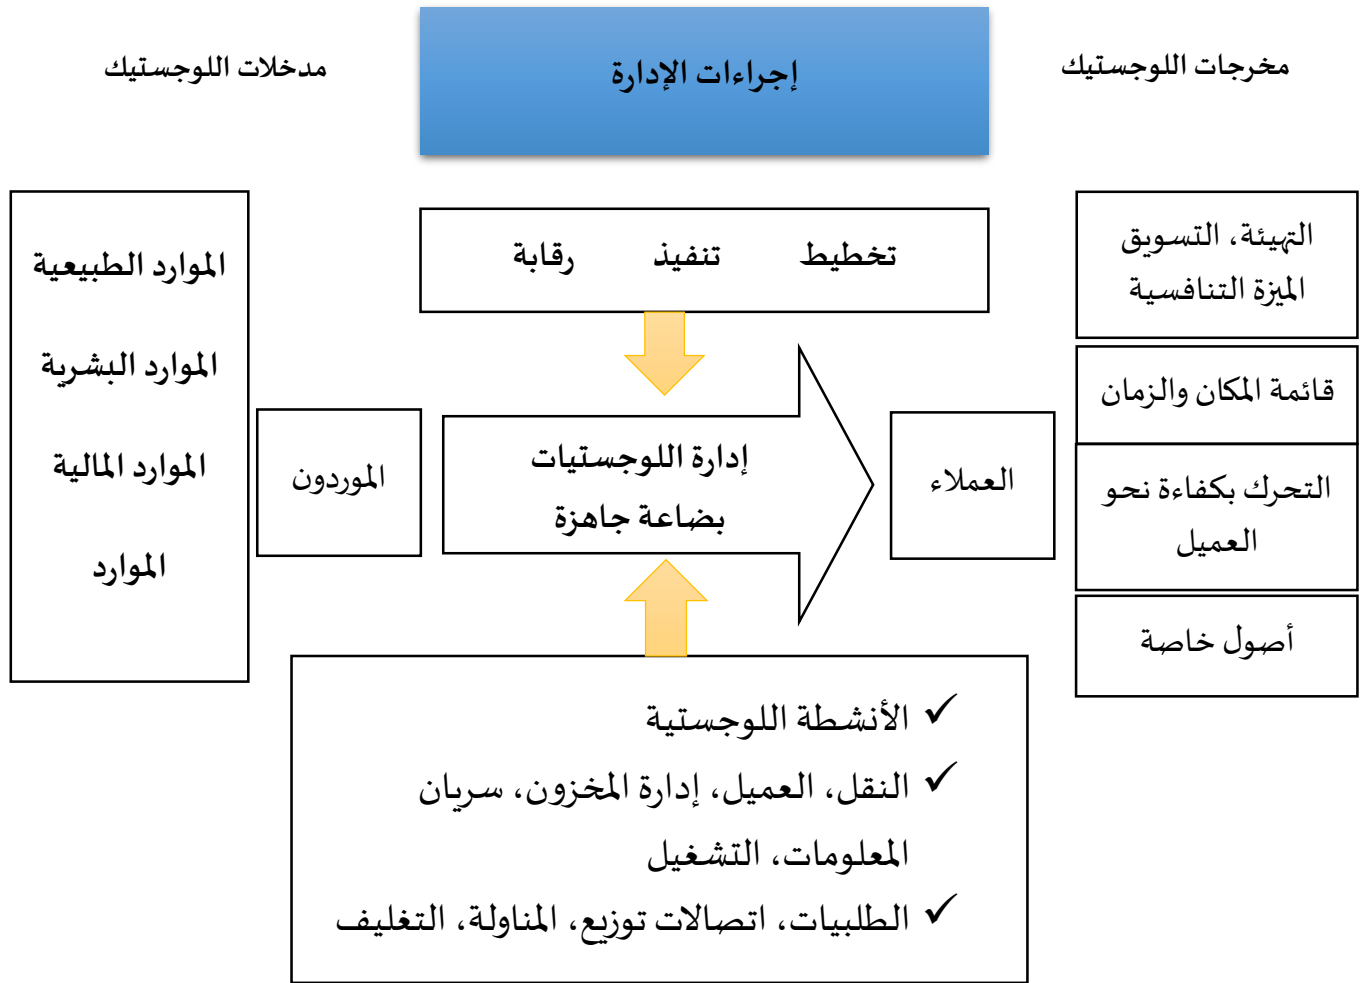 مخرجات اللوجستيك
إجراءات الإدارة
مدخلات اللوجستيك
التهيئة، التسويق
الميزة التنافسية
قائمة المكان والزمان
التحرك بكفاءة نحو
العميل
أصول خاصة
تخطيط تنفيذ رقابة
العملاء
إدارة اللوجستيات
بضاعة جاهزة
الموردون
الموارد الطبيعية
الموارد البشرية
الموارد المالية
الموارد
✓ الأنشطة اللوجستية
✓ النقل، العميل، إدارة المخزون، سريان
المعلومات، التشغيل
✓ الطلبيات، اتصالات توزيع، المناولة، التغليف